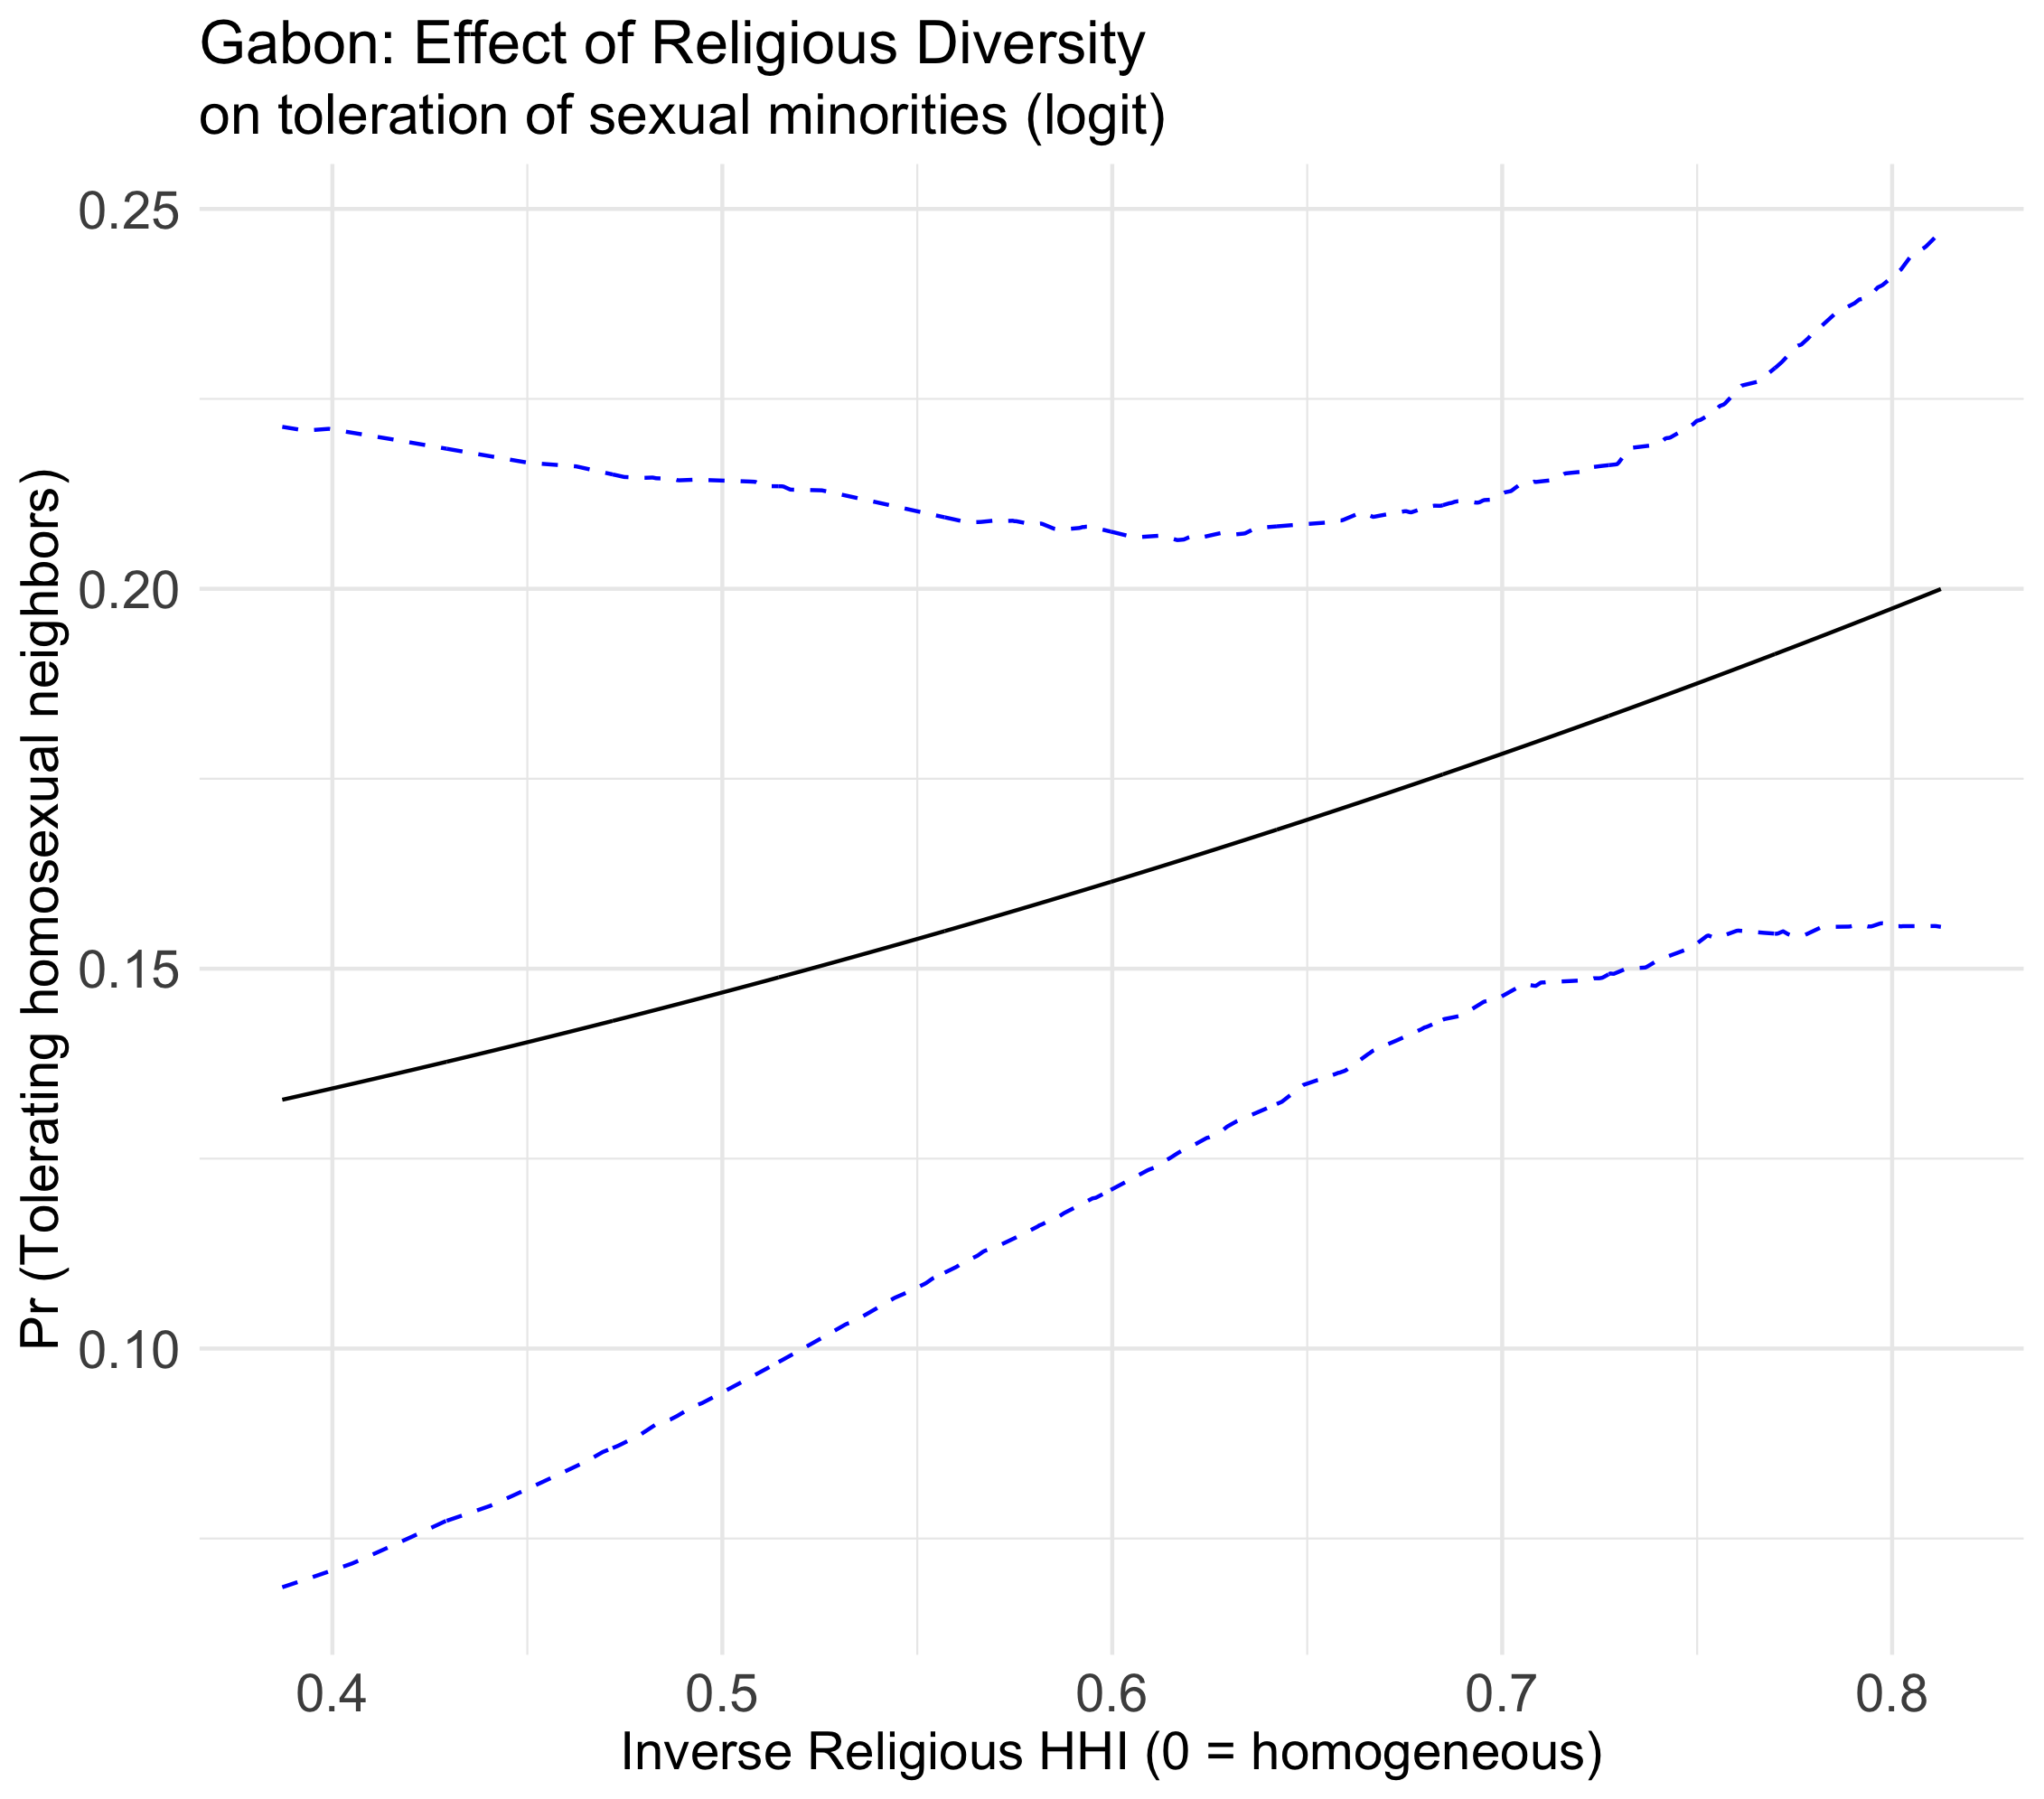 Gabon: Effect of Religious Diversity
on toleration of sexual minorities (logit)
Pr (Tolerating homosexual neighbors)
0.25
0.20
0.15
0.10
0.4
0.5
0.6
0.7
0.8
Inverse Religious HHI (0 = homogeneous)